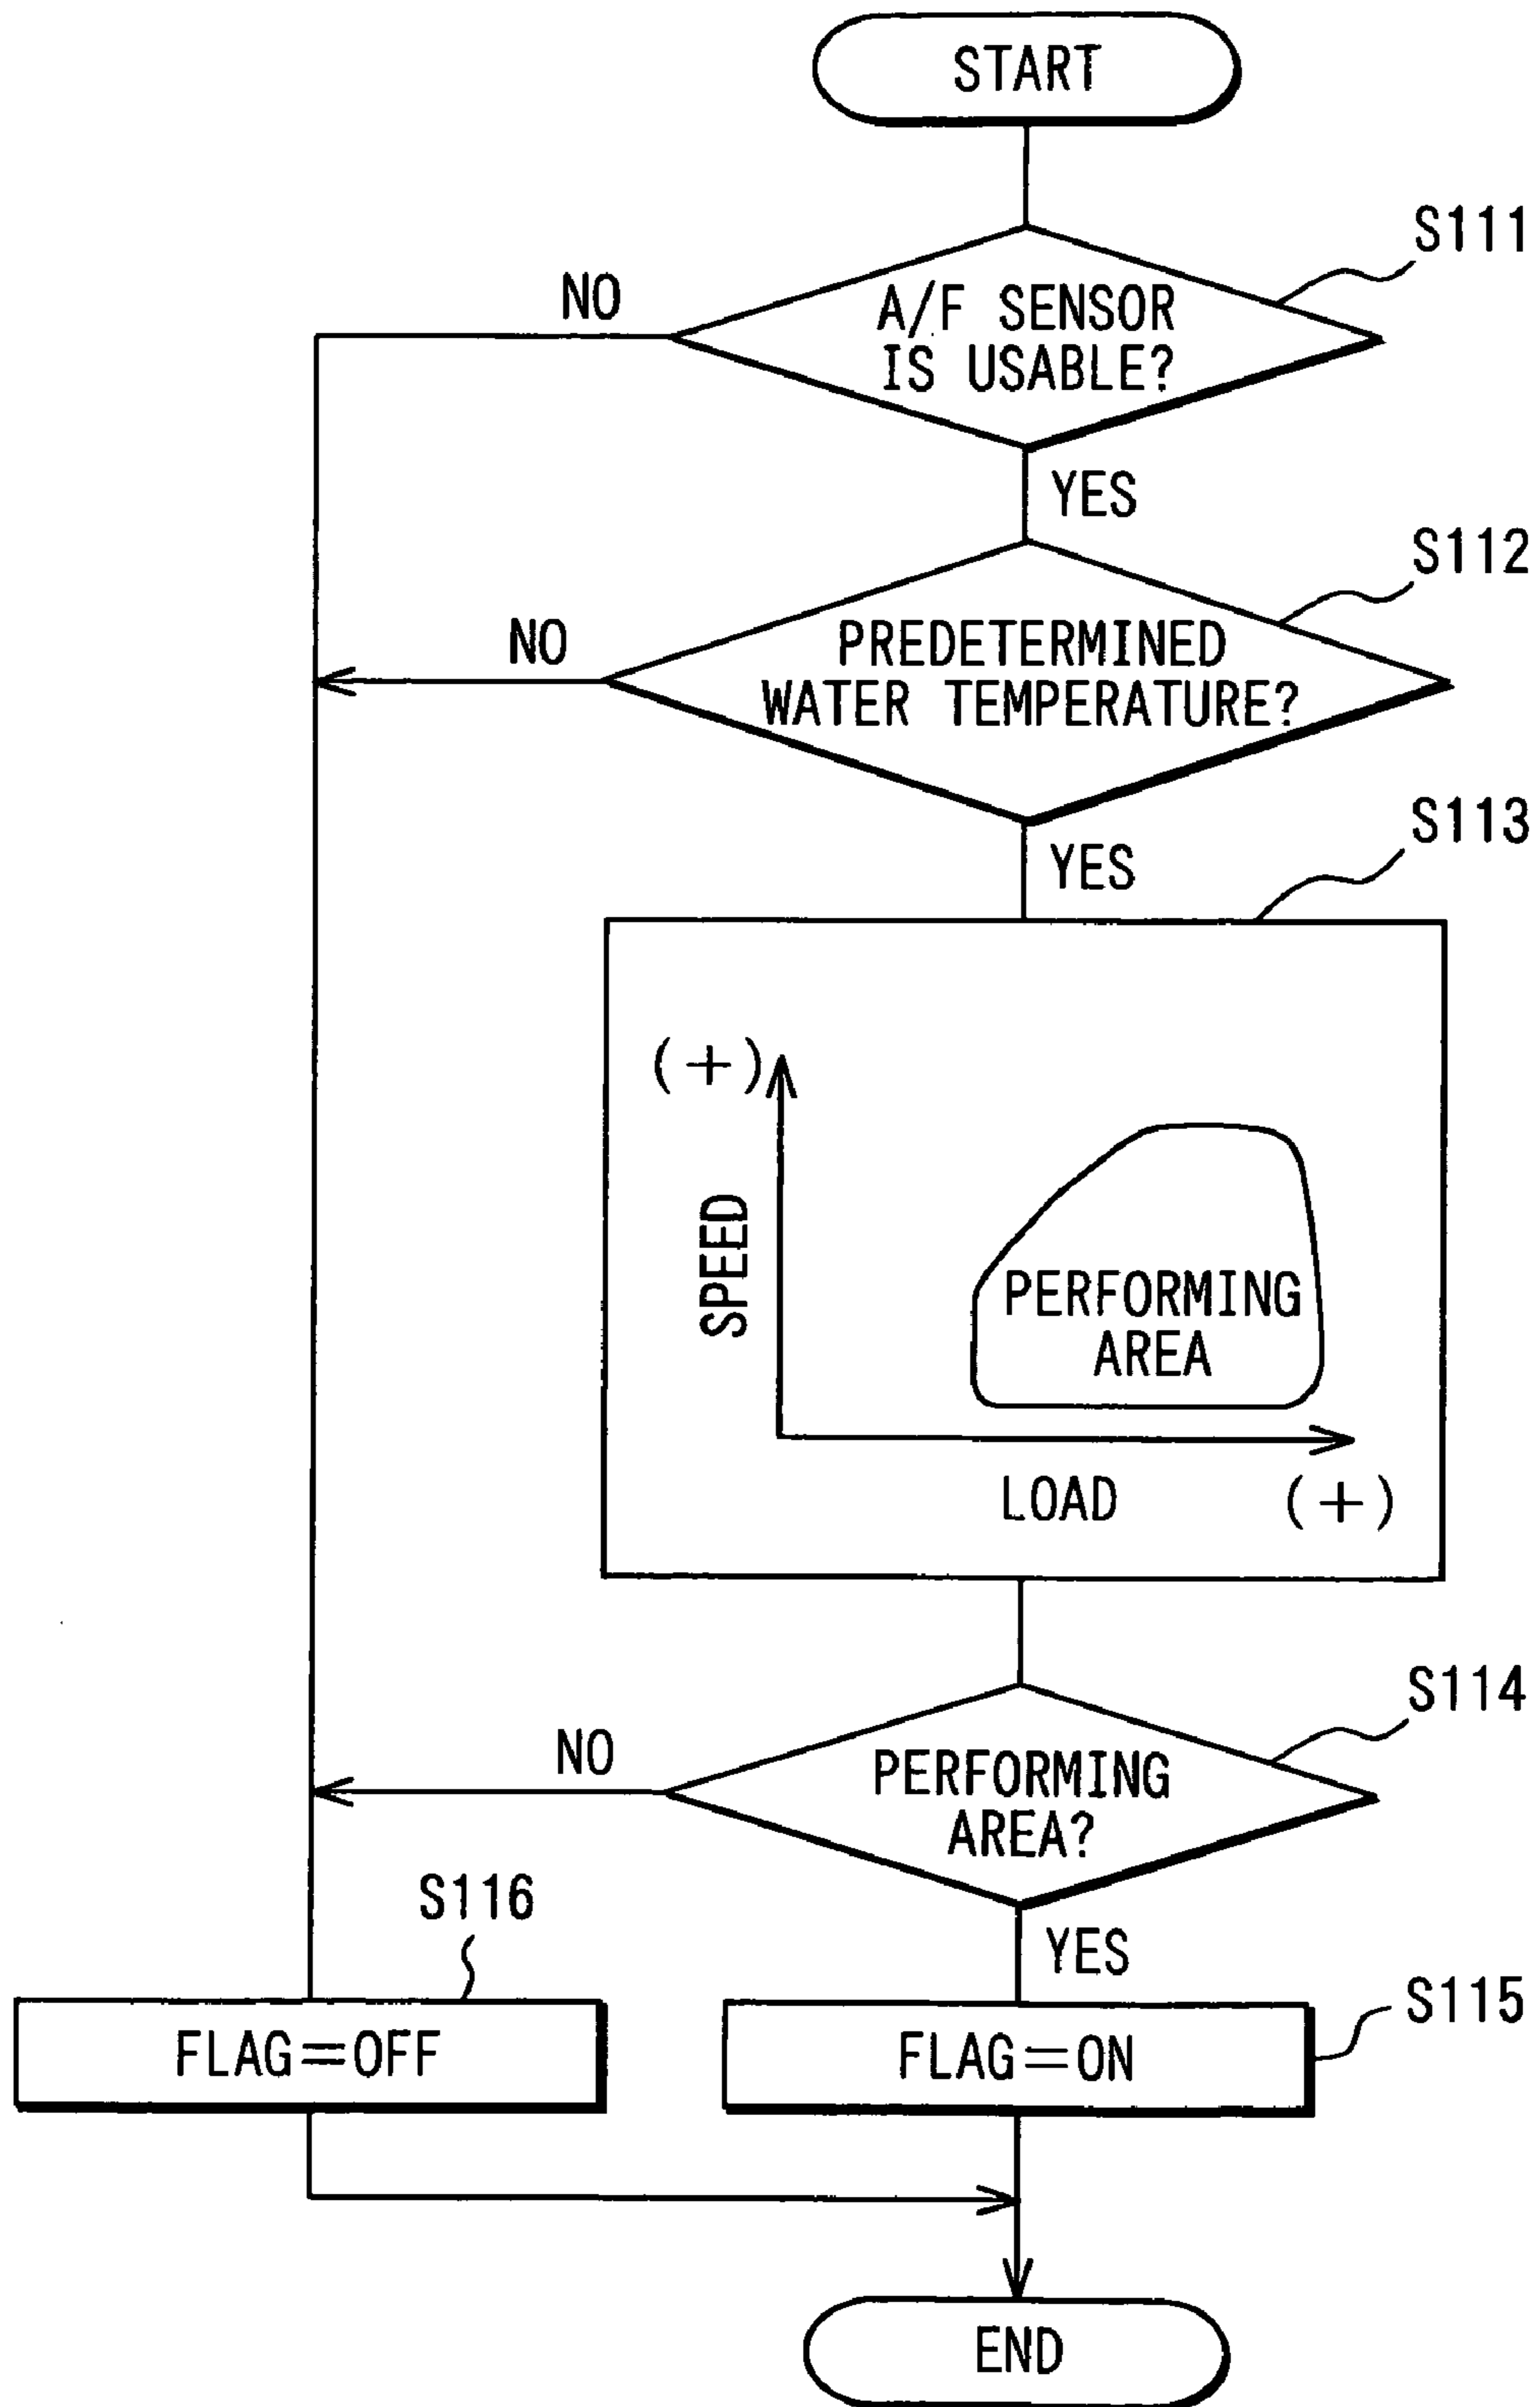 START
S111
NO
A/F SENSOR
IS USABLE?
YES
S112
NO
PREDETERMINED
WATER TEMPERATURE?
S113
YES
(+)
SPEED
PERFORMING
AREA
LOAD
(+)
S114
NO
PERFORMING
AREA?
S116
YES
S115
FLAG=OFF
FLAG=ON
END